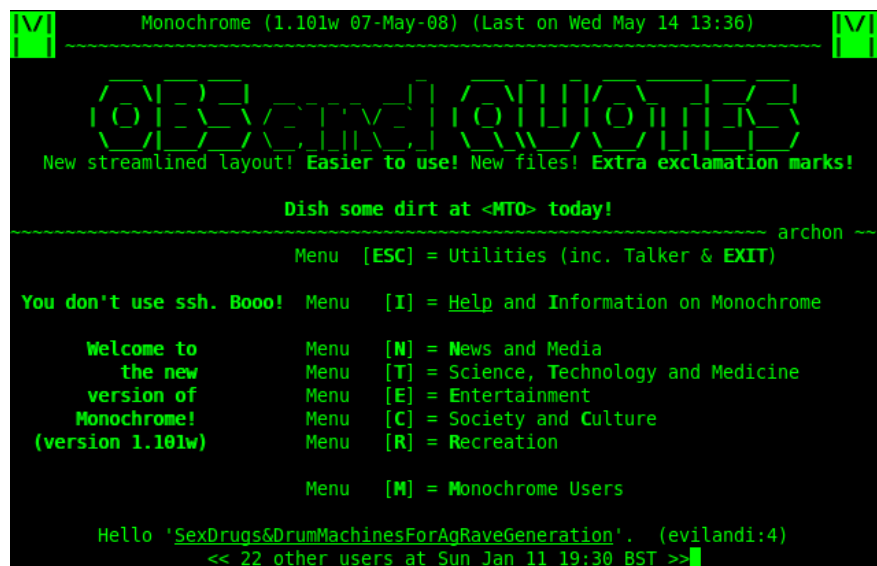 Monochrome (1.101w 07-May-08) (Last on Wed May 14 13:36)
OBS and QUOTES
New streamlined layout! Easier to use! New files! Extra exclamation marks!
Dish some dirt at <MTO> today!
archon
Menu [ESC] = Utilities (inc. Talker & EXIT)
You don't use ssh. Booo! Menu [I] = Help and Information on Monochrome
Welcome to Menu [N] = News and Media
the new Menu [T] = Science, Technology and Medicine
version of Menu [E] = Entertainment
Monochrome! Menu [C] = Society and Culture
(version 1.101w) Menu [R] = Recreation
Menu [M] = Monochrome Users
Hello 'SexDrugs&DrumMachinesForAgRaveGeneration'. (evilandi:4)
<< 22 other users at Sun Jan 11 19:30 BST >>